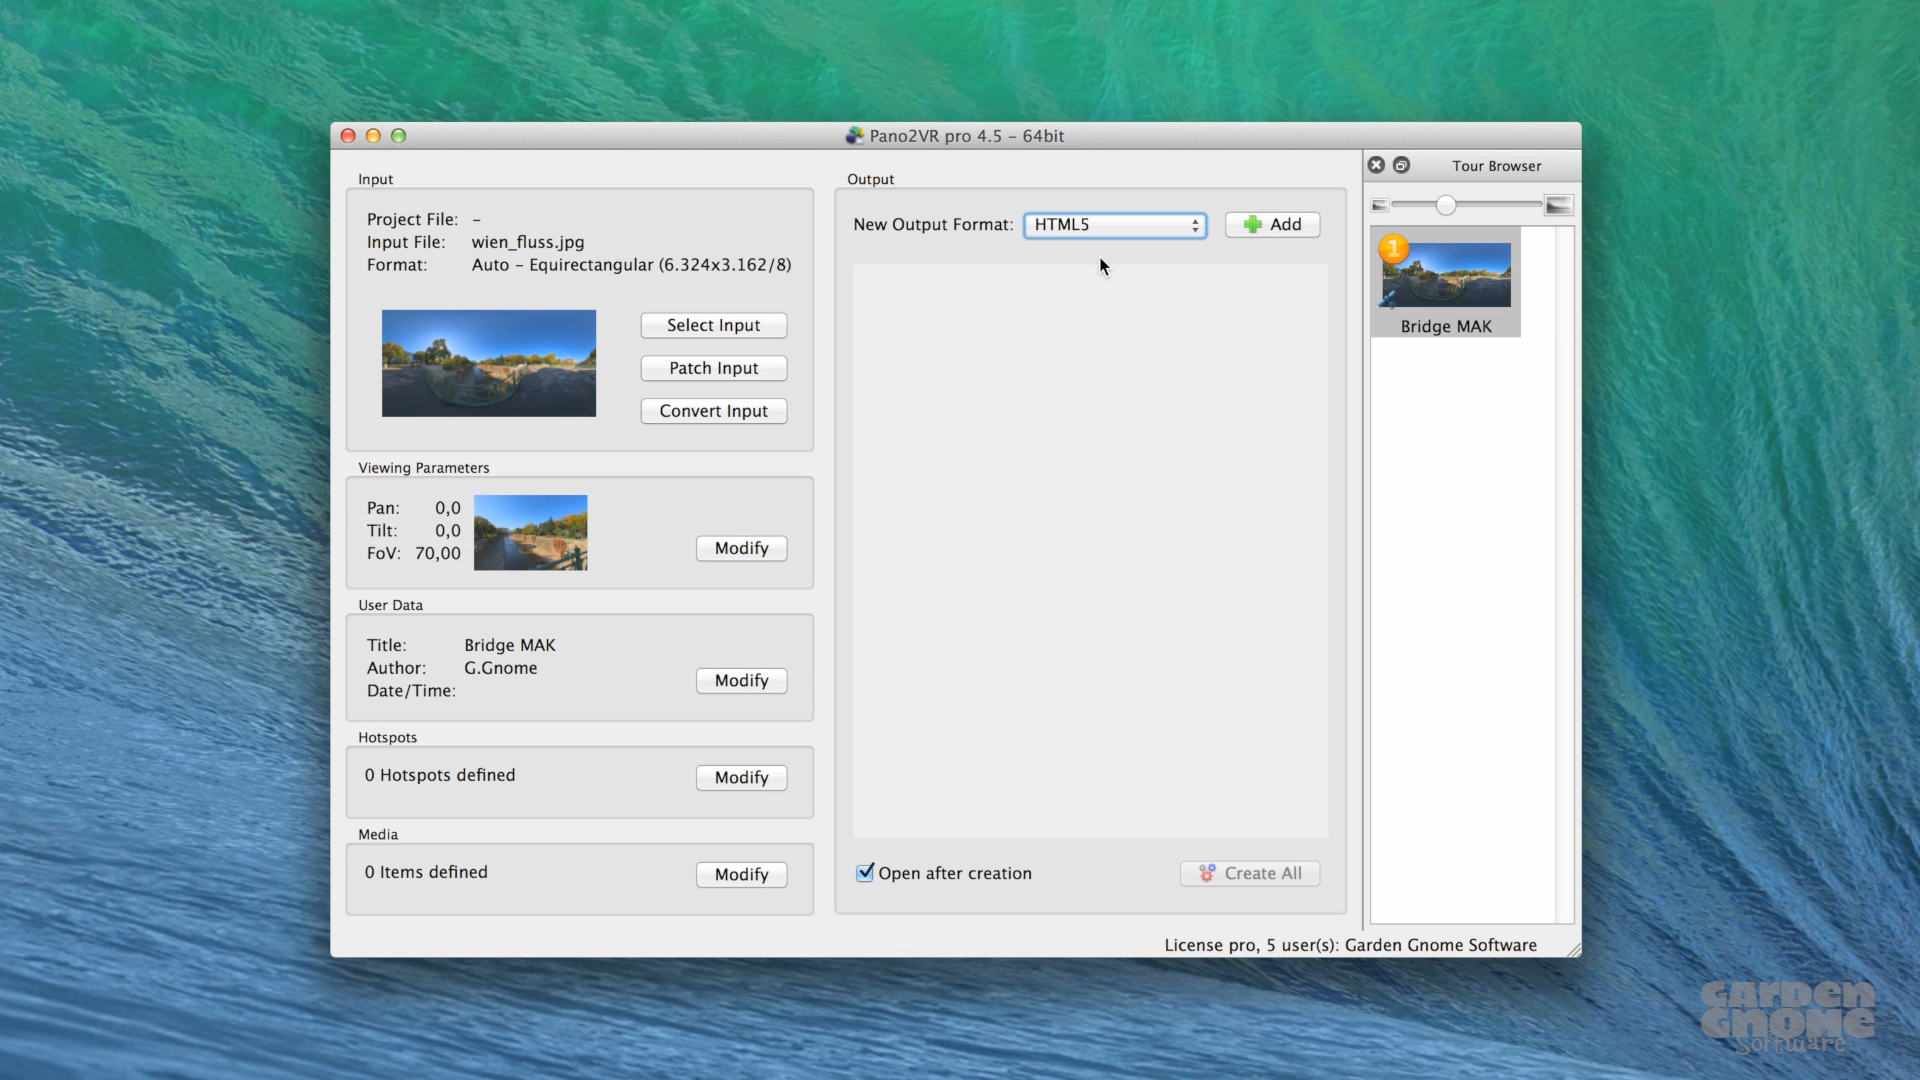 Pano2VR pro 4.5 – 64bit
Input
Project File: –
Input File: wien_fluss.jpg
Format: Auto – Equirectangular (6.324x3.162/8)
Select Input
Patch Input
Convert Input
Viewing Parameters
Pan: 0,0
Tilt: 0,0
FoV: 70,00
Modify
User Data
Title: Bridge MAK
Author: G.Gnome
Date/Time:
Modify
Hotspots
0 Hotspots defined
Modify
Media
0 Items defined
Modify
Output
New Output Format: HTML5
Add
Open after creation
Create All
Tour Browser
1
Bridge MAK
License pro, 5 user(s): Garden Gnome Software
GARDEN
GNOME
Software